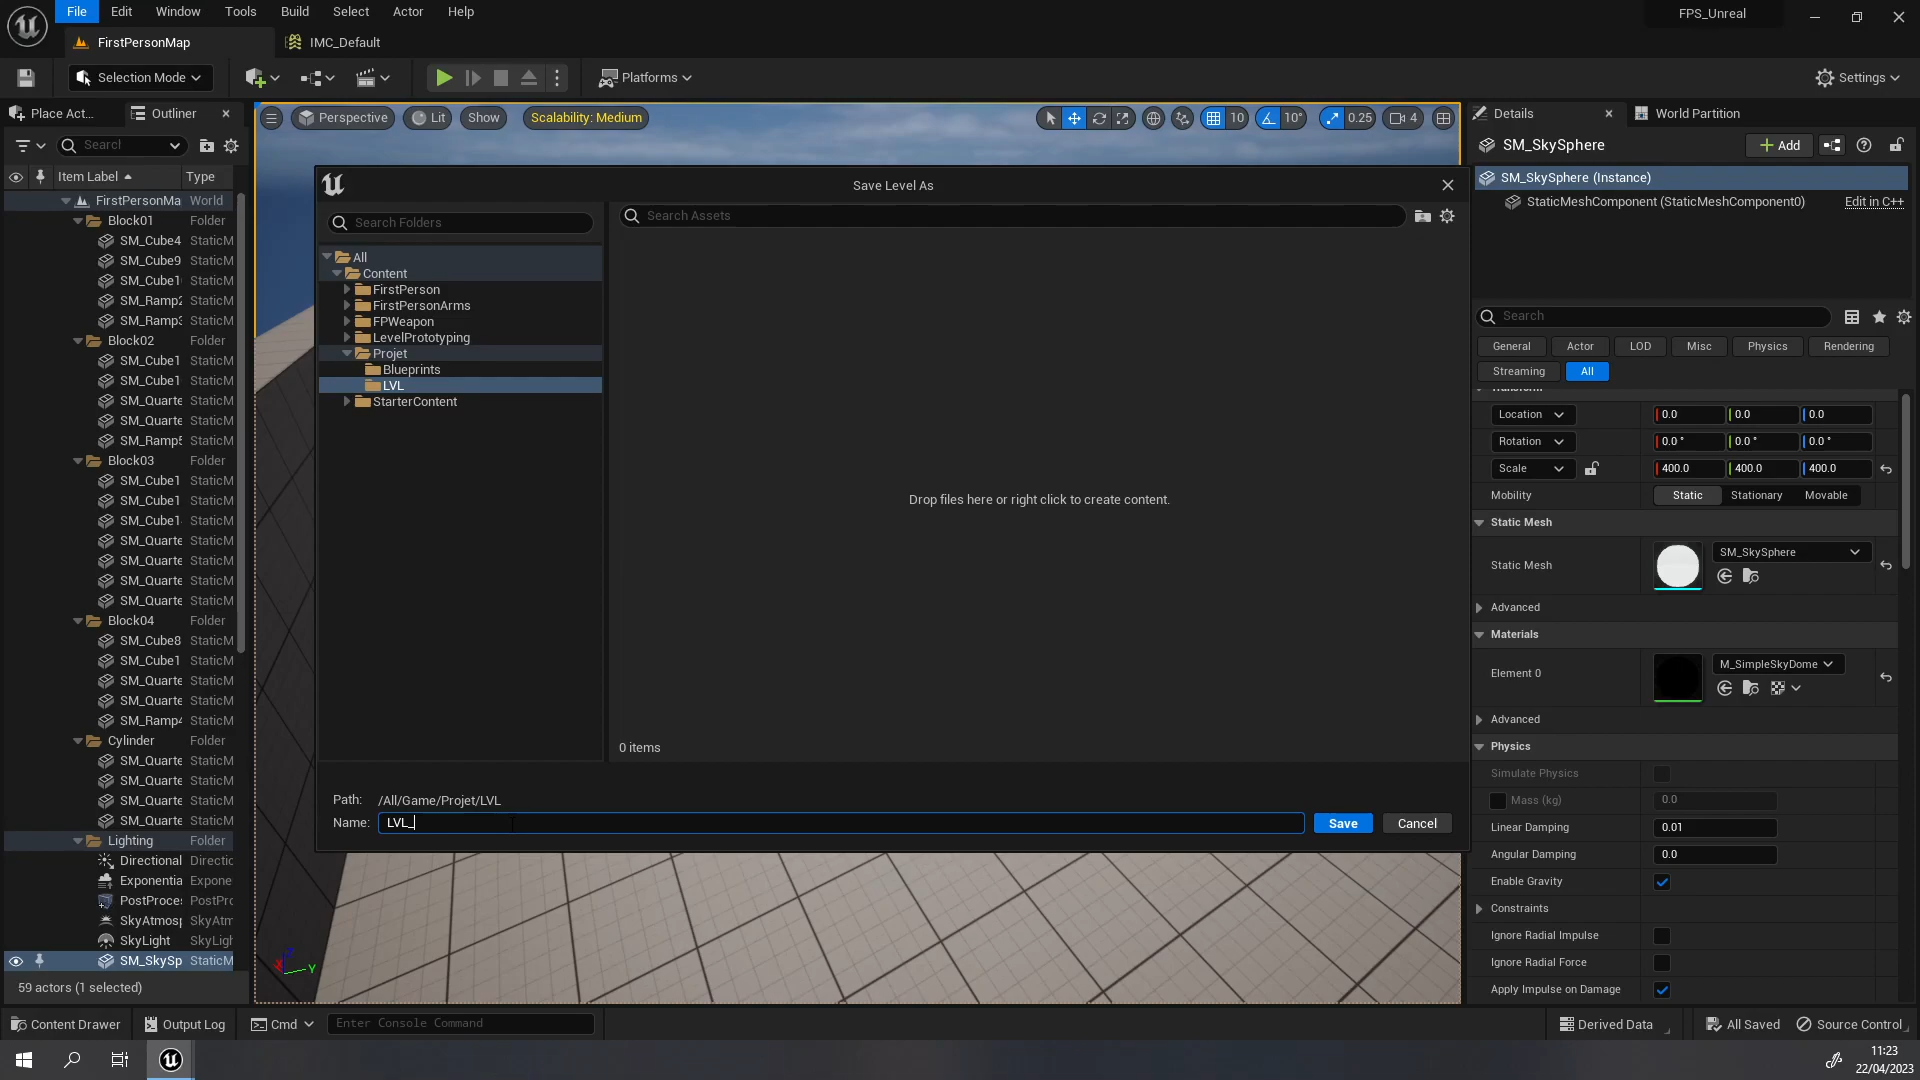 File Edit Window Tools Build Select Actor Help
FPS_Unreal
FirstPersonMap
IMC_Default
Selection Mode
Platforms
Settings
Place Act...
Outliner
Perspective
Lit
Show
Scalability: Medium
10
10°
0.25
4
Details
World Partition
Search
Item Label
Type
FirstPersonMa World
Block01 Folder
SM_Cube4 StaticM
SM_Cube9 StaticM
SM_Cube1 StaticM
SM_Ramp2 StaticM
SM_Ramp3 StaticM
Block02 Folder
SM_Cube1 StaticM
SM_Cube1 StaticM
SM_Quarte StaticM
SM_Quarte StaticM
SM_Ramp5 StaticM
Block03 Folder
SM_Cube1 StaticM
SM_Cube1 StaticM
SM_Cube1 StaticM
SM_Quarte StaticM
SM_Quarte StaticM
SM_Quarte StaticM
SM_Quarte StaticM
Block04 Folder
SM_Cube8 StaticM
SM_Cube1 StaticM
SM_Quarte StaticM
SM_Quarte StaticM
SM_Ramp4 StaticM
Cylinder Folder
SM_Quarte StaticM
SM_Quarte StaticM
SM_Quarte StaticM
SM_Quarte StaticM
Lighting Folder
Directional Directic
Exponentia Expone
PostProces PostPro
SkyAtmosp SkyAtm
SkyLight SkyLigh
SM_SkySp StaticM
59 actors (1 selected)
Save Level As
Search Folders
Search Assets
All
Content
FirstPerson
FirstPersonArms
FPWeapon
LevelPrototyping
Projet
Blueprints
LVL
StarterContent
Drop files here or right click to create content.
0 items
Path: /All/Game/Projet/LVL
Name: LVL_
Save
Cancel
X
Y
Z
SM_SkySphere
Add
SM_SkySphere (Instance)
StaticMeshComponent (StaticMeshComponent0)
Edit in C++
Search
General Actor LOD Misc Physics Rendering
Streaming All
Transform
Location 0.0 0.0 0.0
Rotation 0.0 ° 0.0 ° 0.0 °
Scale 400.0 400.0 400.0
Mobility Static Stationary Movable
Static Mesh
Static Mesh SM_SkySphere
Advanced
Materials
Element 0 M_SimpleSkyDome
Advanced
Physics
Simulate Physics
Mass (kg) 0.0
Linear Damping 0.01
Angular Damping 0.0
Enable Gravity
Constraints
Ignore Radial Impulse
Ignore Radial Force
Apply Impulse on Damage
Content Drawer
Output Log
Cmd
Enter Console Command
Derived Data
All Saved
Source Control
11:23
22/04/2023